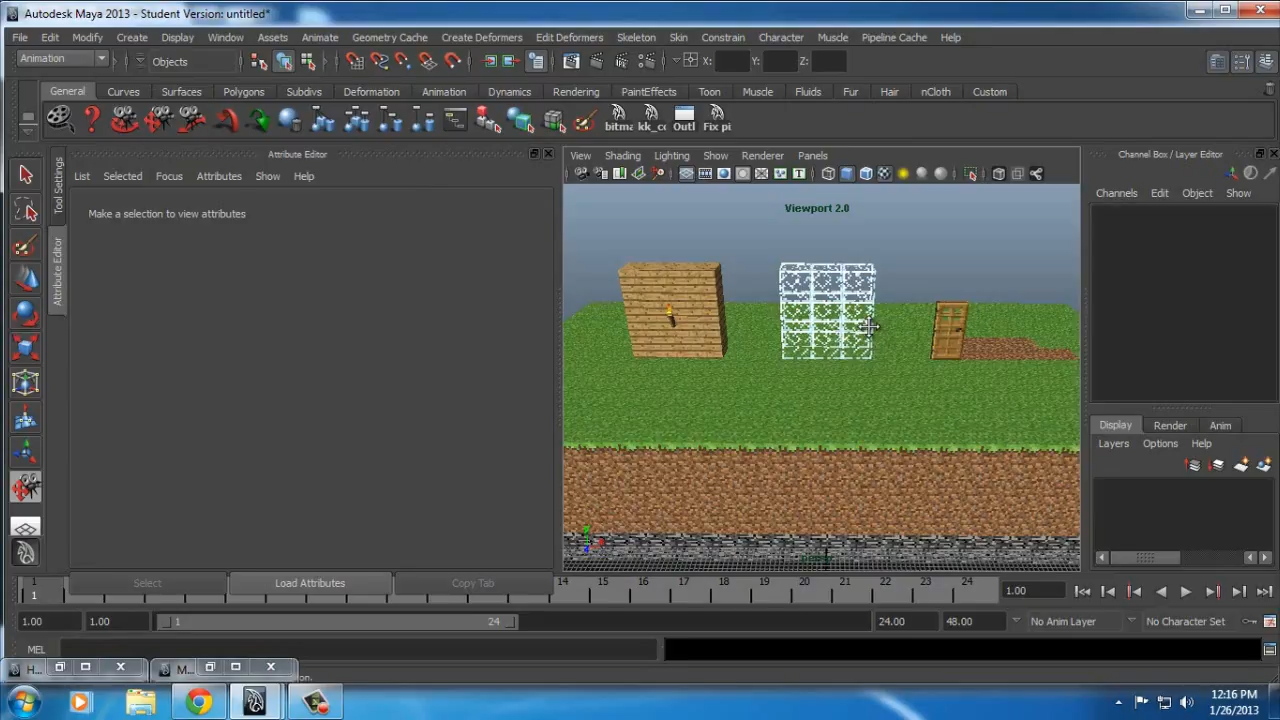 Autodesk Maya 2013 - Student Version: untitled*
File Edit Modify Create Display Window Assets Animate Geometry Cache Create Deformers Edit Deformers Skeleton Skin Constrain Character Muscle Pipeline Cache Help
Animation Objects X: Y: Z:
General Curves Surfaces Polygons Subdivs Deformation Animation Dynamics Rendering PaintEffects Toon Muscle Fluids Fur Hair nCloth Custom
bitma kk_cc Outl Fix pi
Attribute Editor
List Selected Focus Attributes Show Help
Make a selection to view attributes
Tool Settings
Attribute Editor
View Shading Lighting Show Renderer Panels
Viewport 2.0
Channel Box / Layer Editor
Channels Edit Object Show
Display Render Anim
Layers Options Help
Select Load Attributes Copy Tab
1 14 15 16 17 18 19 20 21 22 23 24
1 1.00
1.00 1.00 1 24 24.00 48.00 No Anim Layer No Character Set
MEL
H... M... on.
12:16 PM
1/26/2013